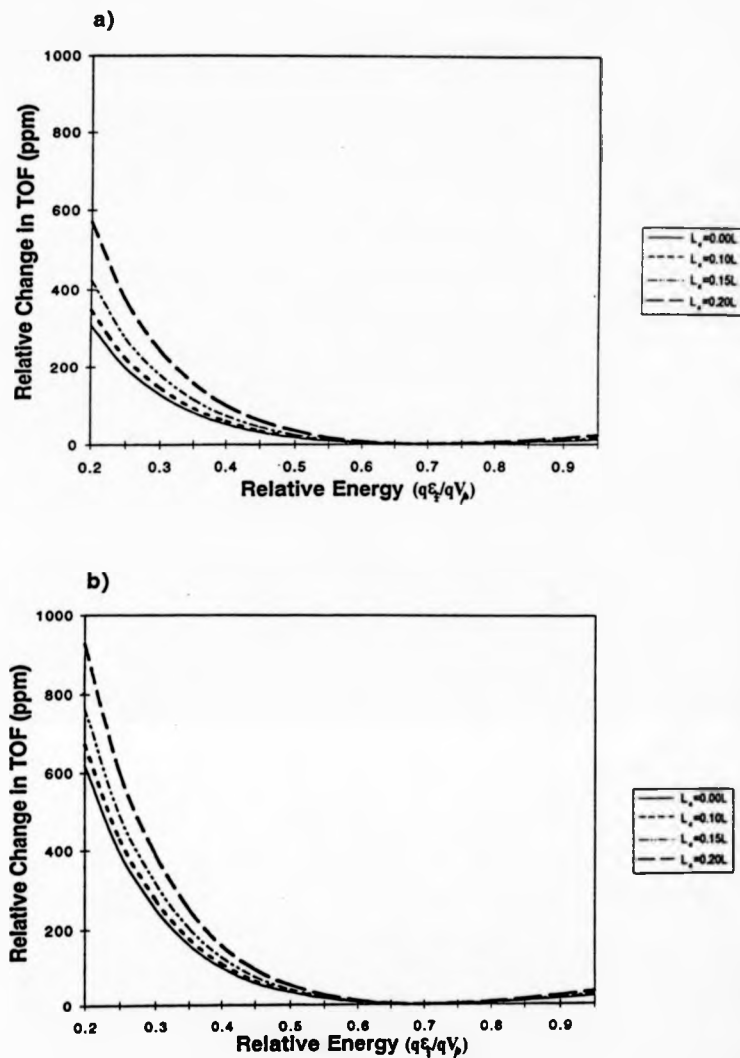 a)
Relative Change In TOF (ppm)
1000
800
600
400
200
0
0.2 0.3 0.4 0.5 0.6 0.7 0.8 0.9
Relative Energy
L =0.00L
L =0.10L
L =0.15L
L =0.20L
b)
Relative Change In TOF (ppm)
1000
800
600
400
200
0
0.2 0.3 0.4 0.5 0.6 0.7 0.8 0.9
Relative Energy
L =0.00L
L =0.10L
L =0.15L
L =0.20L